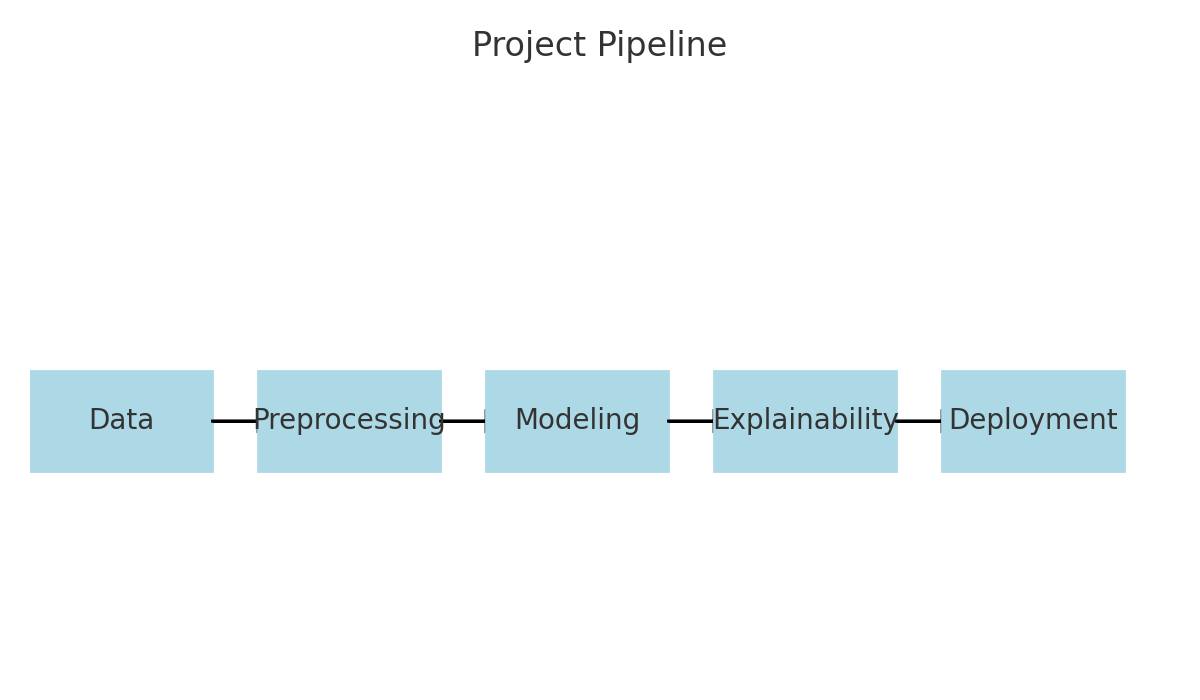 Project Pipeline
Data
Preprocessing
Modeling
Explainability
Deployment